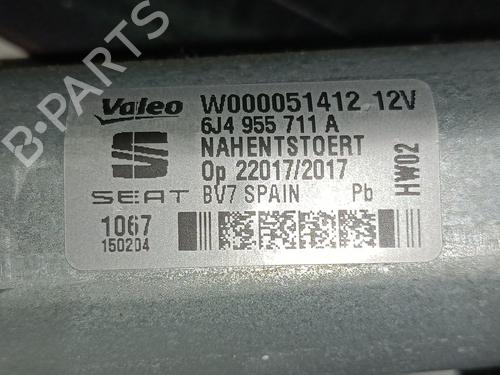 Valeo W000051412 12V
6J4 955 711 A
NAHENTSTOERT
Op 22017/2017
SEAT BV7 SPAIN Pb
HW02
1067
150204
B-PARTS